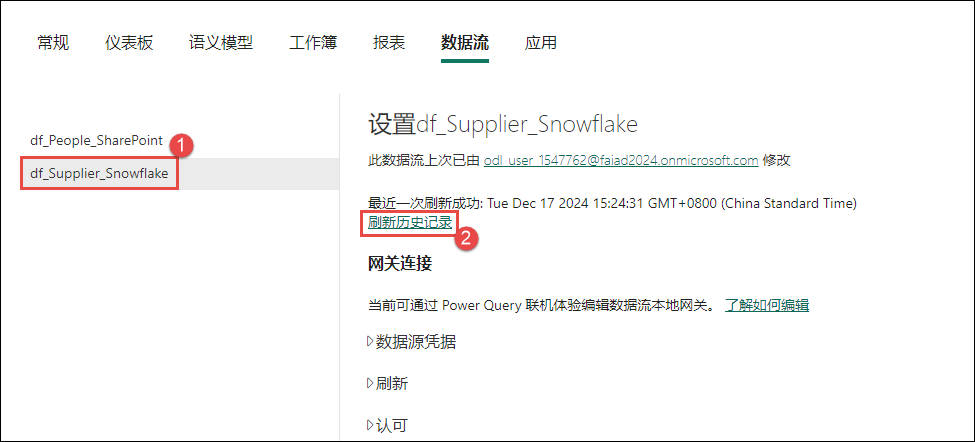 常规 仪表板 语义模型 工作簿 报表 数据流 应用
df_People_SharePoint
1
df_Supplier_Snowflake
设置df_Supplier_Snowflake
此数据流上次已由 odl_user_1547762@faiad2024.onmicrosoft.com 修改
最近一次刷新成功: Tue Dec 17 2024 15:24:31 GMT+0800 (China Standard Time)
刷新历史记录
2
网关连接
当前可通过 Power Query 联机体验编辑数据流本地网关。 了解如何编辑
数据源凭据
刷新
认可